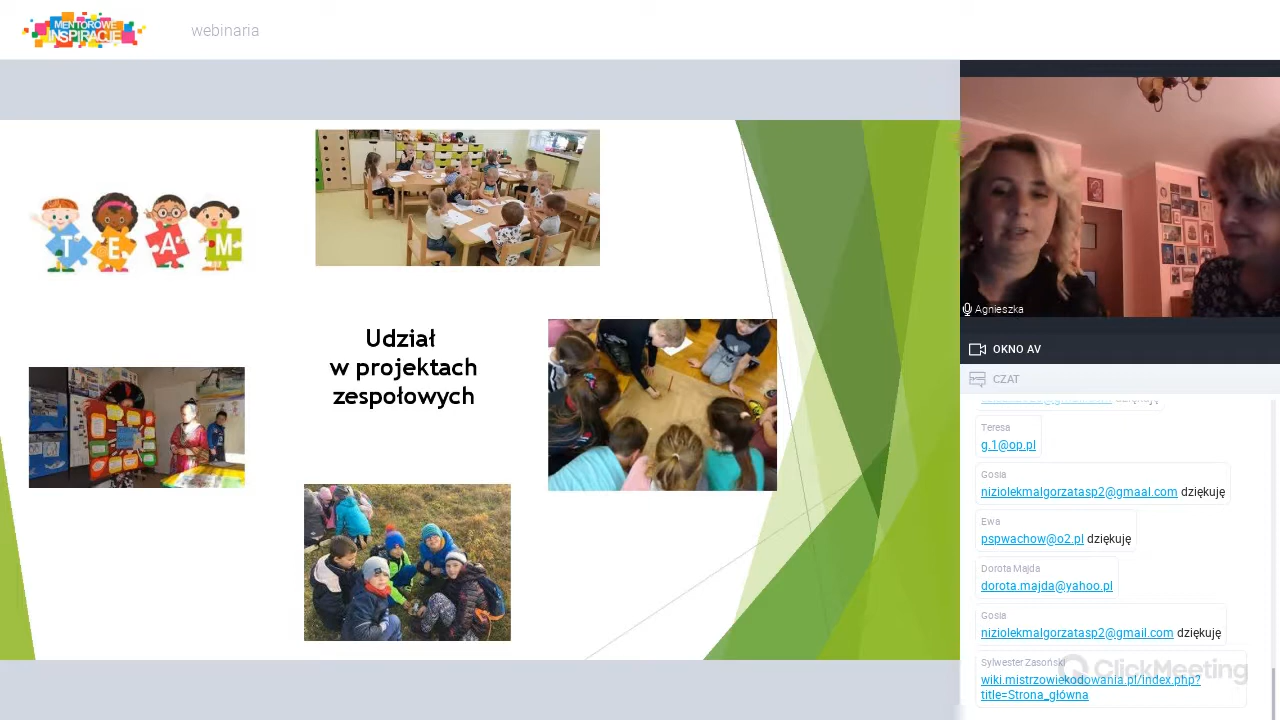 MENTOROWE
INSPIRACJE
webinaria
TEAM
Udział
w projektach
zespołowych
Agnieszka
OKNO AV
CZAT
dziękuję
Teresa
g.1@op.pl
Gosia
niziolekmalgorzatasp2@gmaal.com dziękuję
Ewa
pspwachow@o2.pl dziękuję
Dorota Majda
dorota.majda@yahoo.pl
Gosia
niziolekmalgorzatasp2@gmail.com dziękuję
Sylwester Zasoński
ClickMeeting
wiki.mistrzowiekodowania.pl/index.php?
title=Strona_główna